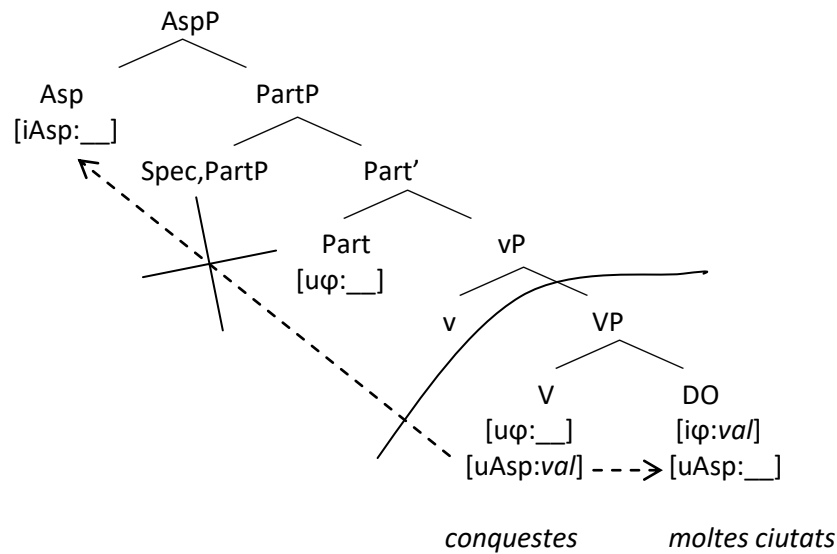 AspP
Asp PartP
[iAsp:__]
Spec,PartP Part’
Part vP
[uφ:__]
v VP
V DO
[uφ:__] [iφ:val]
[uAsp:val] [uAsp:__]
conquestes moltes ciutats